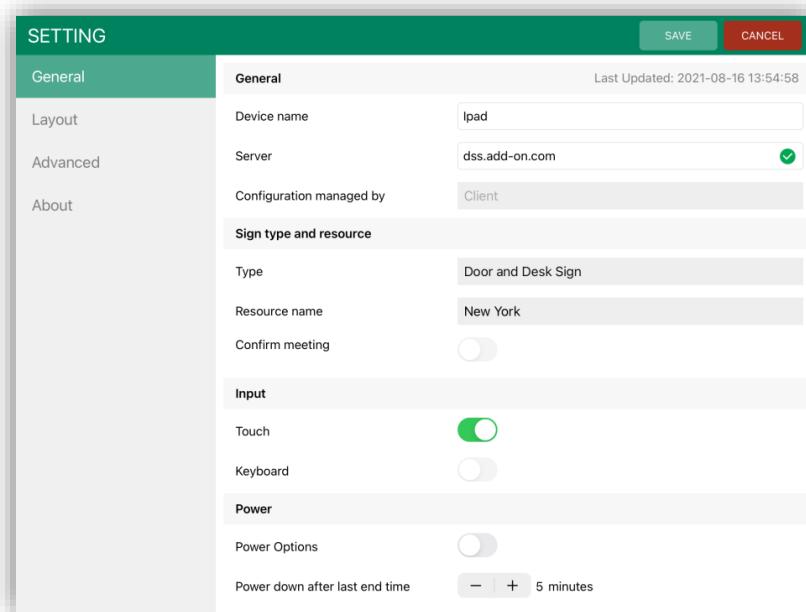 SETTING SAVE CANCEL
General
Layout
Advanced
About
General Last Updated: 2021-08-16 13:54:58
Device name Ipad
Server dss.add-on.com
Configuration managed by Client
Sign type and resource
Type Door and Desk Sign
Resource name New York
Confirm meeting
Input
Touch
Keyboard
Power
Power Options
Power down after last end time − + 5 minutes